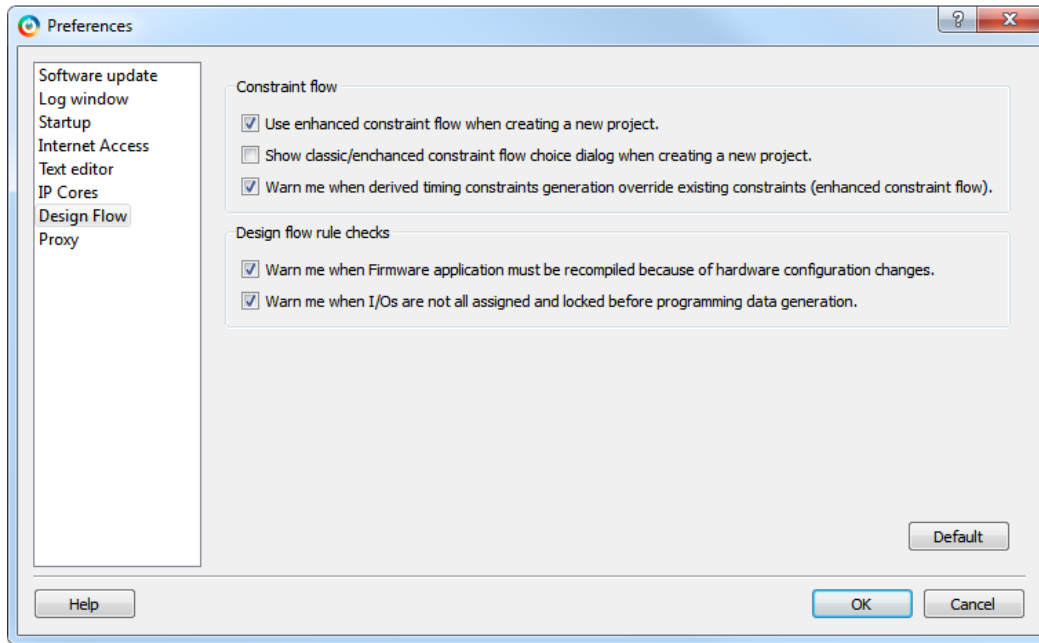 Preferences
Software update
Log window
Startup
Internet Access
Text editor
IP Cores
Design Flow
Proxy
Constraint flow
Use enhanced constraint flow when creating a new project.
Show classic/enchanced constraint flow choice dialog when creating a new project.
Warn me when derived timing constraints generation override existing constraints (enhanced constraint flow).
Design flow rule checks
Warn me when Firmware application must be recompiled because of hardware configuration changes.
Warn me when I/Os are not all assigned and locked before programming data generation.
Default
Help
OK
Cancel